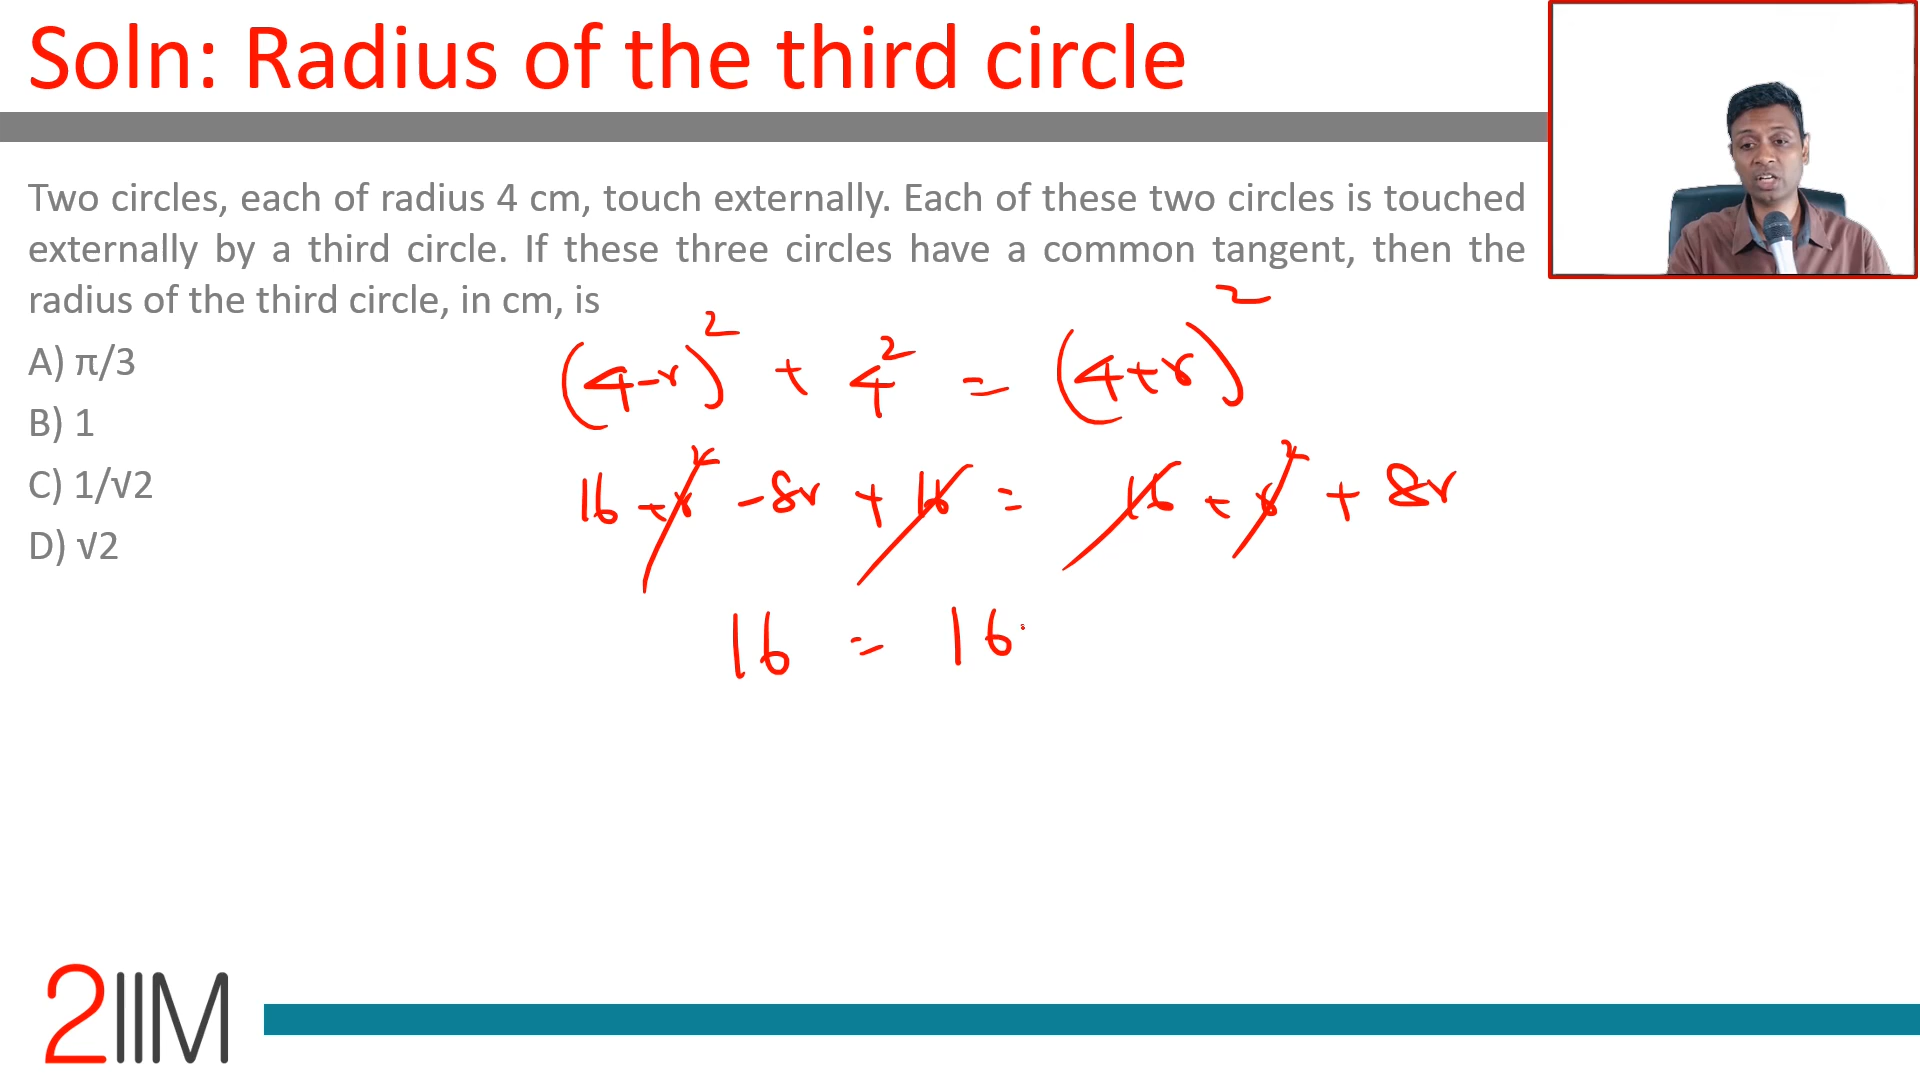 Soln: Radius of the third circle
Two circles, each of radius 4 cm, touch externally. Each of these two circles is touched
externally by a third circle. If these three circles have a common tangent, then the
radius of the third circle, in cm, is
A) π/3
B) 1
C) 1/√2
D) √2
(4-r)² + 4² = (4+r)²
16 + r² - 8r + 16 = 16 + r² + 8r
16 = 16
2IIM